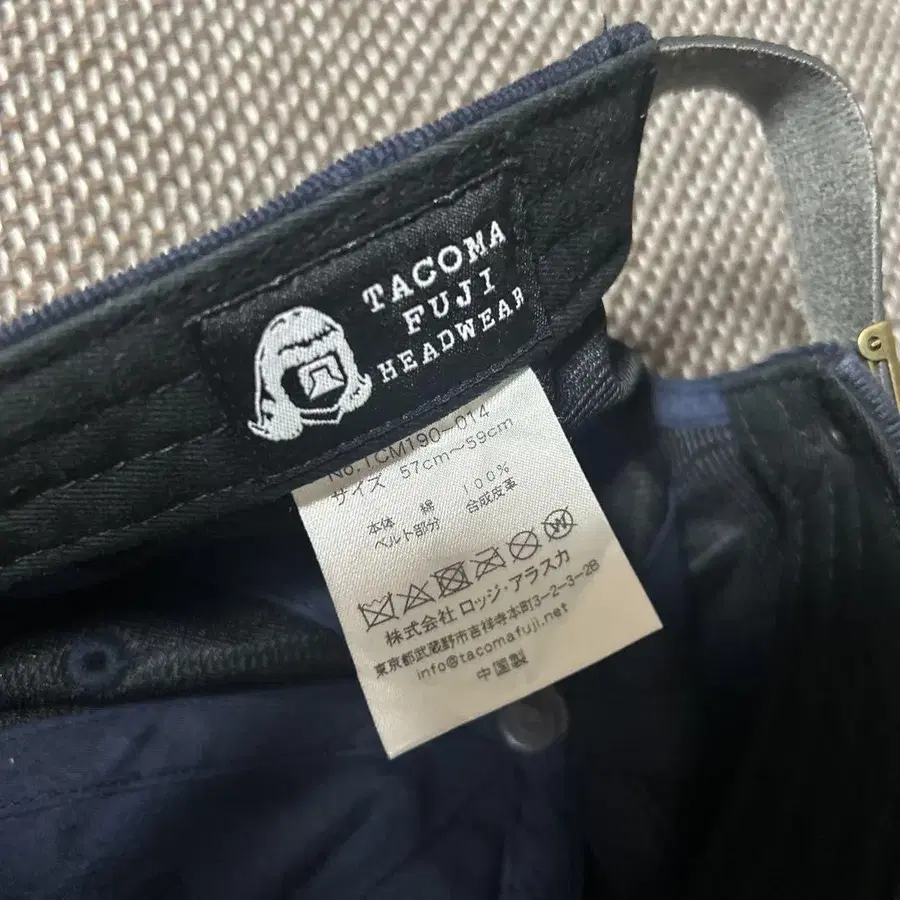 TACOMA
FUJI
HEADWEAR
No.TCM190-014
サイズ 57cm〜59cm
本体 綿 100%
ベルト部分 合成皮革
株式会社 ロッジ・アラスカ
東京都武蔵野市吉祥寺本町3-2-3-2B
info@tacomafuji.net
中国製